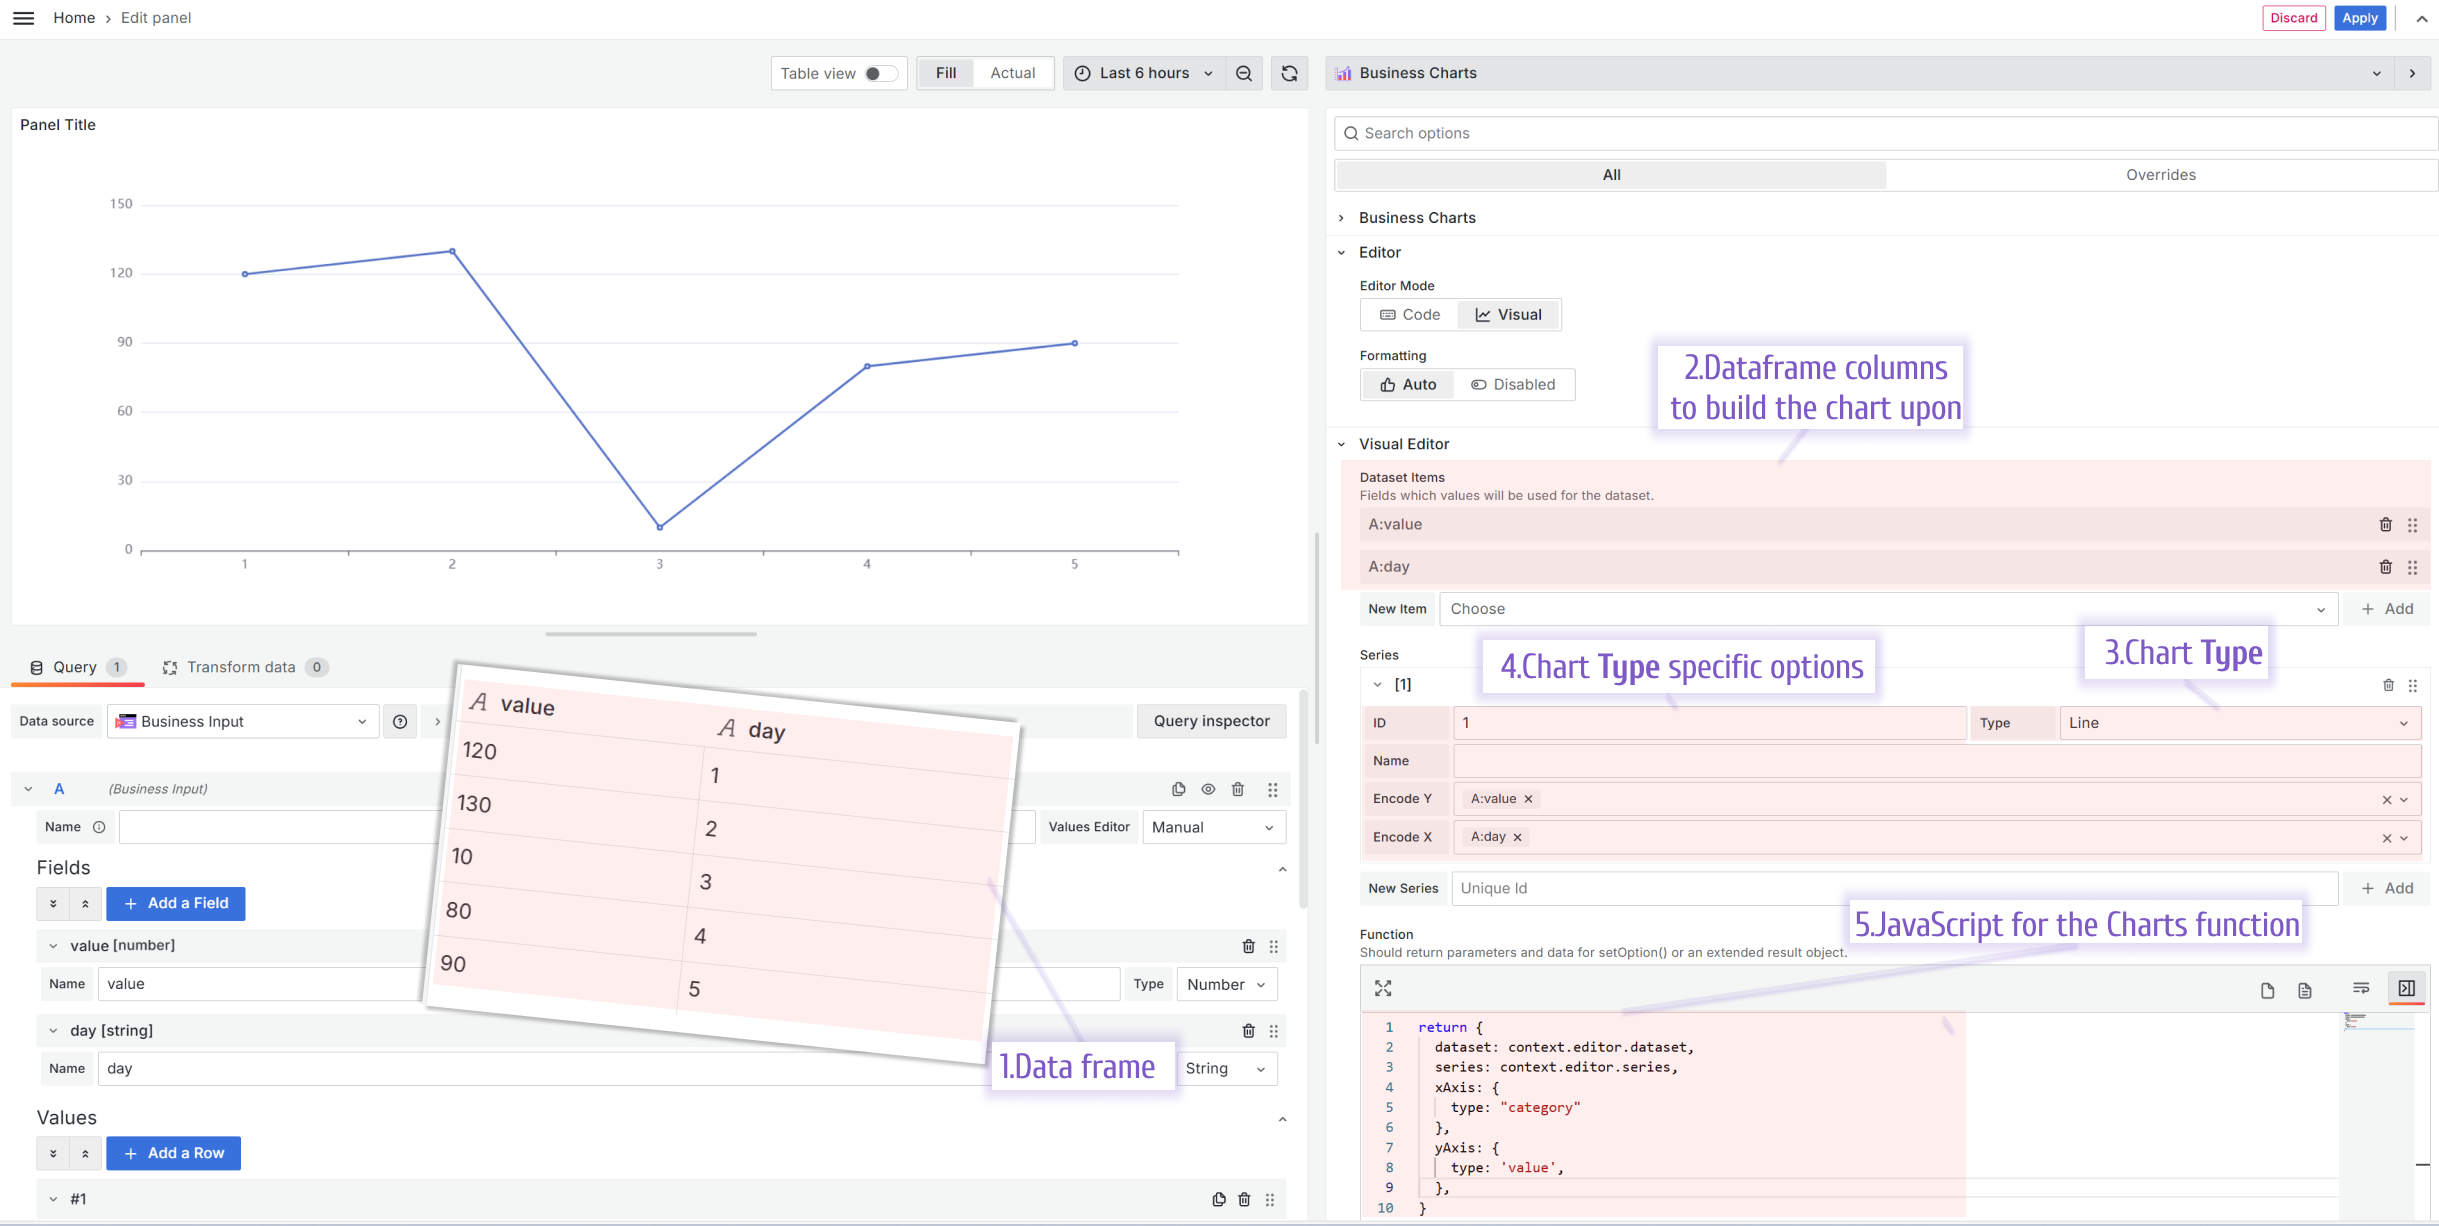 Home › Edit panel
Discard
Apply
Table view
Fill
Actual
Last 6 hours
Business Charts
Panel Title
150
120
90
60
30
0
1
2
3
4
5
Search options
All
Overrides
Business Charts
Editor
Editor Mode
Code
Visual
Formatting
Auto
Disabled
2.Dataframe columns
to build the chart upon
Visual Editor
Dataset Items
Fields which values will be used for the dataset.
A:value
A:day
New Item
Choose
+ Add
Series
4.Chart Type specific options
3.Chart Type
[1]
ID
1
Type
Line
Name
Encode Y
A:value
Encode X
A:day
New Series
Unique Id
+ Add
5.JavaScript for the Charts function
Function
Should return parameters and data for setOption() or an extended result object.
1 return {
2 dataset: context.editor.dataset,
3 series: context.editor.series,
4 xAxis: {
5 type: "category"
6 },
7 yAxis: {
8 type: 'value',
9 },
10 }
Query 1
Transform data 0
Data source
Business Input
Query inspector
A
(Business Input)
Name
Values Editor
Manual
Fields
+ Add a Field
value [number]
Name
value
Type
Number
day [string]
Name
day
String
Values
+ Add a Row
#1
A value
A day
120
1
130
2
10
3
80
4
90
5
1.Data frame